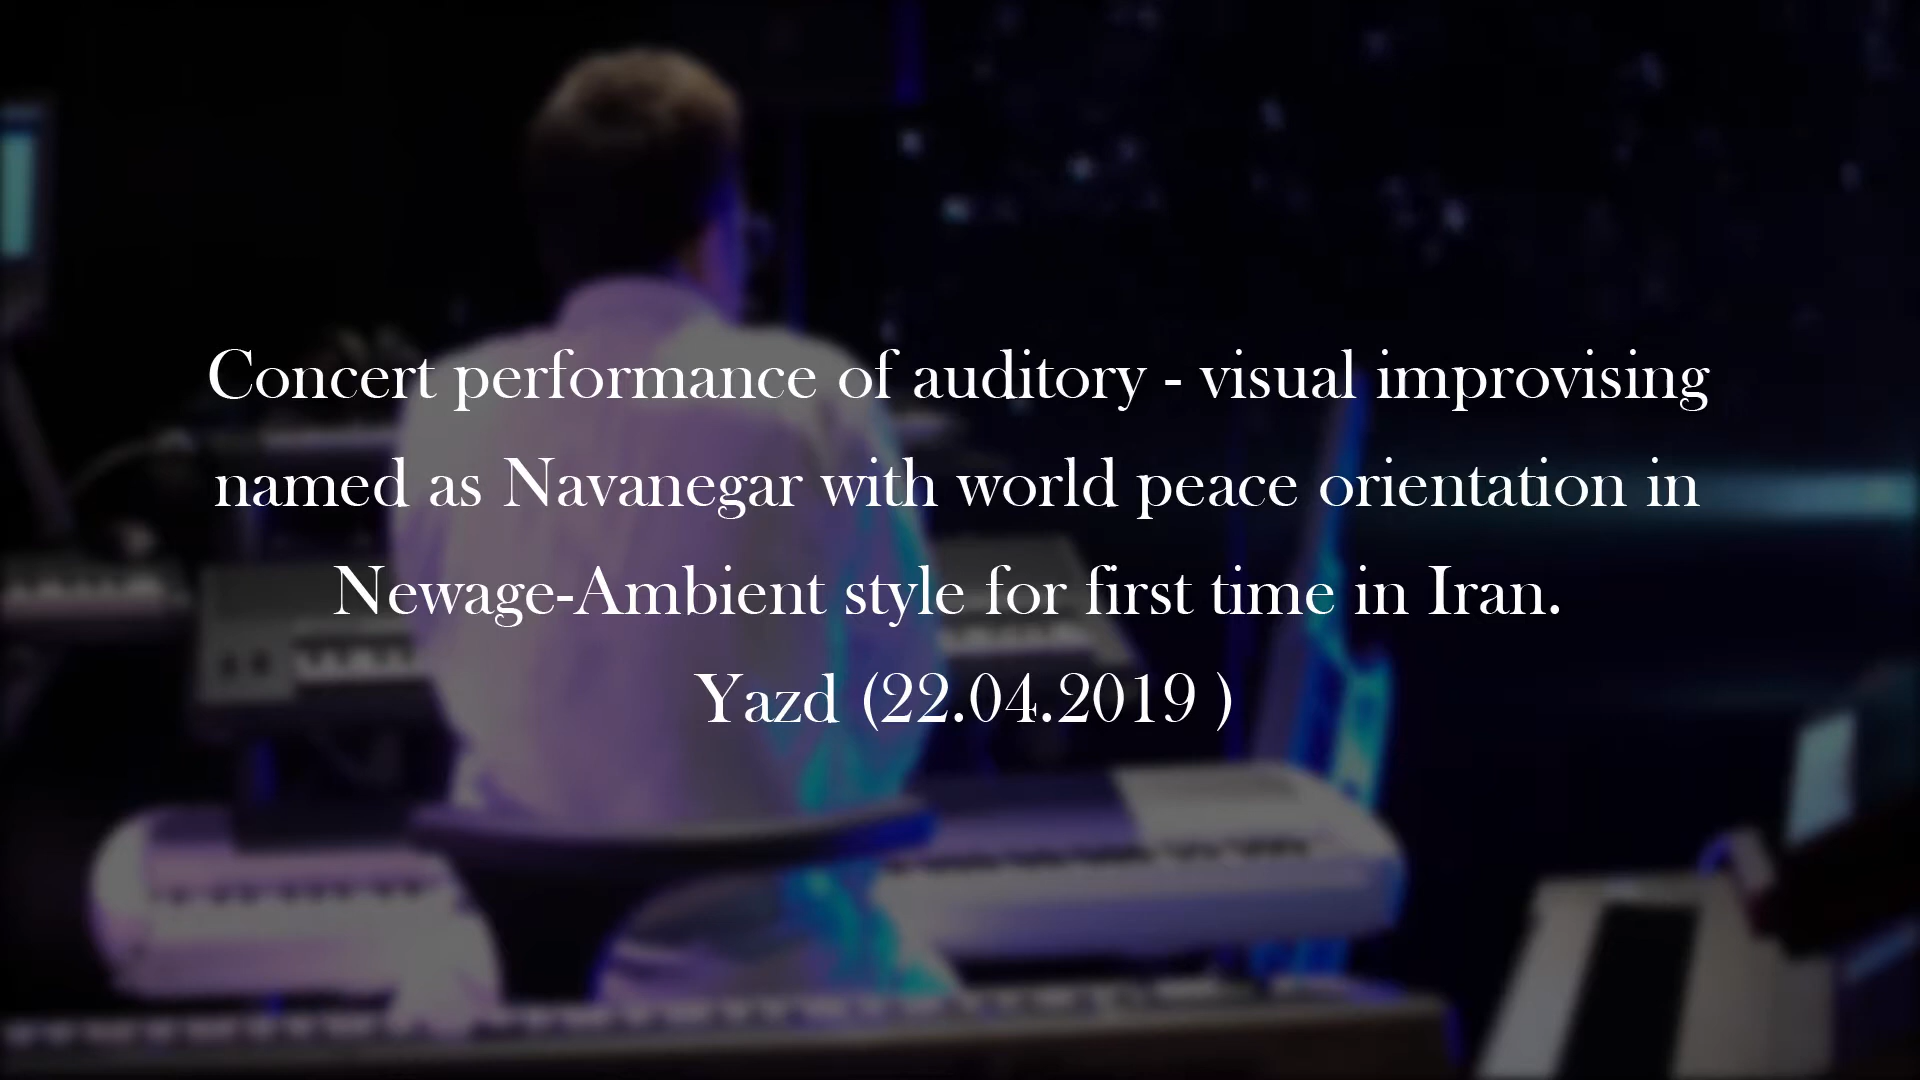 Concert performance of auditory - visual improvising
named as Navanegar with world peace orientation in
Newage-Ambient style for first time in Iran.
Yazd (22.04.2019 )